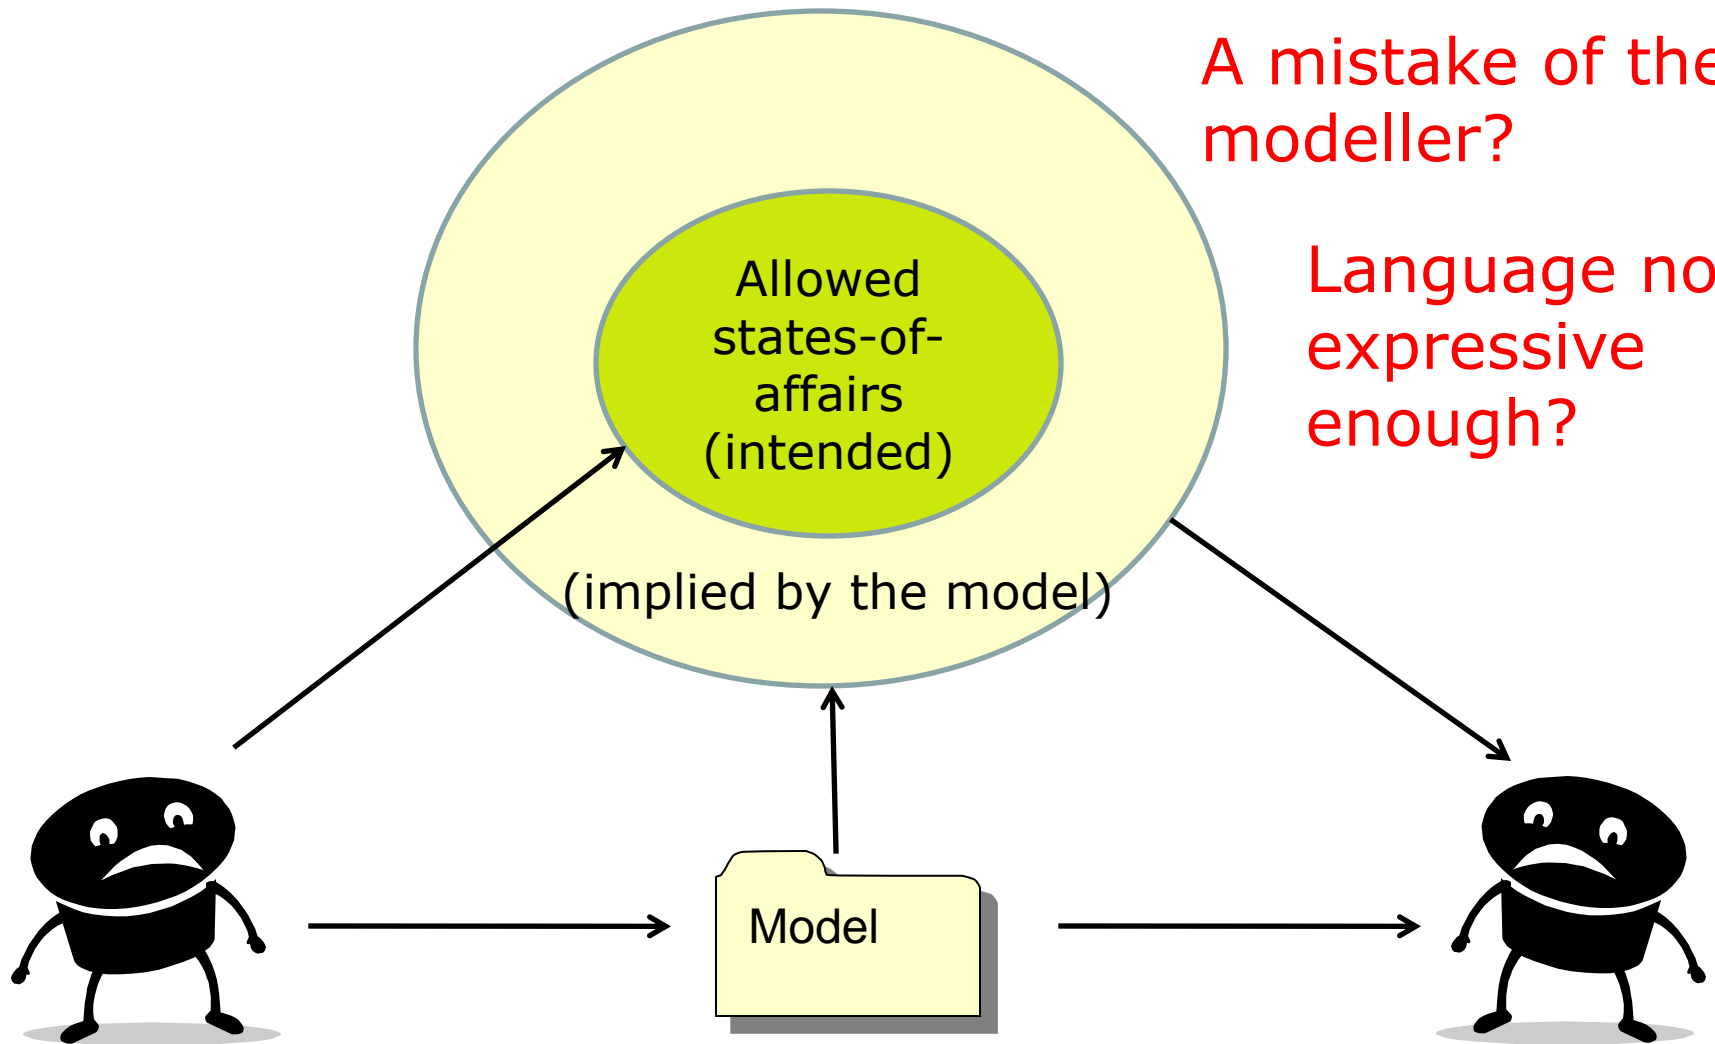 A mistake of the
modeller?
Language no
expressive
enough?
Allowed
states-of-
affairs
(intended)
(implied by the model)
Model